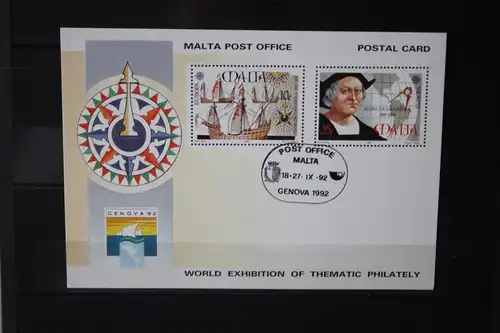 MALTA POST OFFICE
POSTAL CARD
MALTA
10c
MALTA
POST OFFICE
MALTA
18-27· IX ·92
GENOVA 1992
GENOVA '92
WORLD EXHIBITION OF THEMATIC PHILATELY